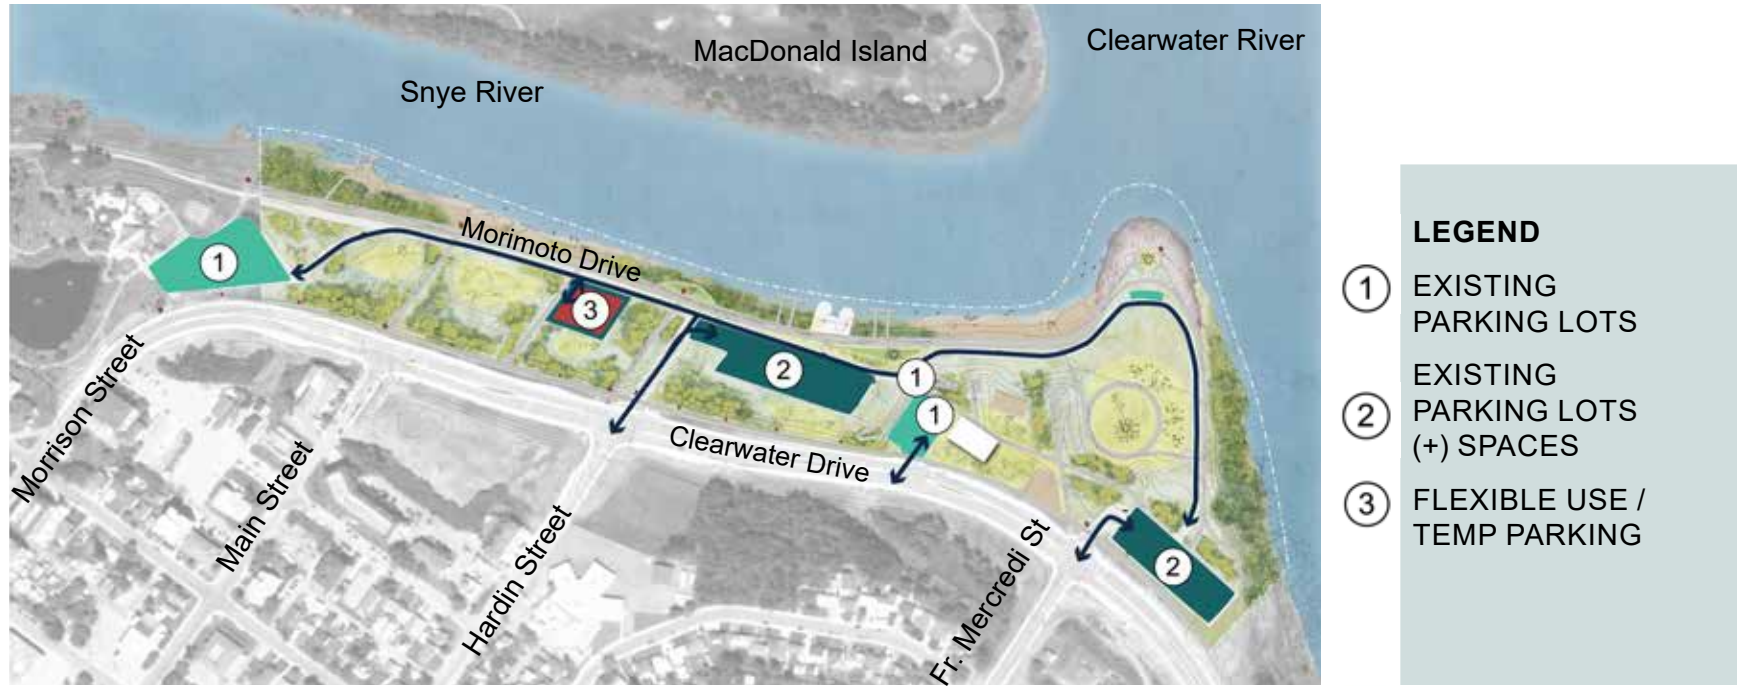 MacDonald Island
Clearwater River
Snye River
Morimoto Drive
1
3
2
1
1
Clearwater Drive
2
Morrison Street
Main Street
Hardin Street
Fr. Mercredi St
LEGEND
1 EXISTING
PARKING LOTS
2 EXISTING
PARKING LOTS
(+) SPACES
3 FLEXIBLE USE /
TEMP PARKING